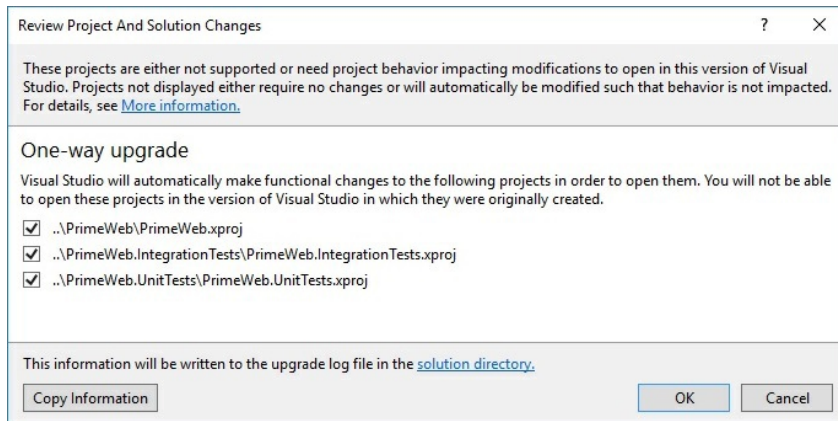 Review Project And Solution Changes
?
These projects are either not supported or need project behavior impacting modifications to open in this version of Visual
Studio. Projects not displayed either require no changes or will automatically be modified such that behavior is not impacted.
For details, see More information.
One-way upgrade
Visual Studio will automatically make functional changes to the following projects in order to open them. You will not be able
to open these projects in the version of Visual Studio in which they were originally created.
..\PrimeWeb\PrimeWeb.xproj
..\PrimeWeb.IntegrationTests\PrimeWeb.IntegrationTests.xproj
..\PrimeWeb.UnitTests\PrimeWeb.UnitTests.xproj
This information will be written to the upgrade log file in the solution directory.
Copy Information
OK
Cancel